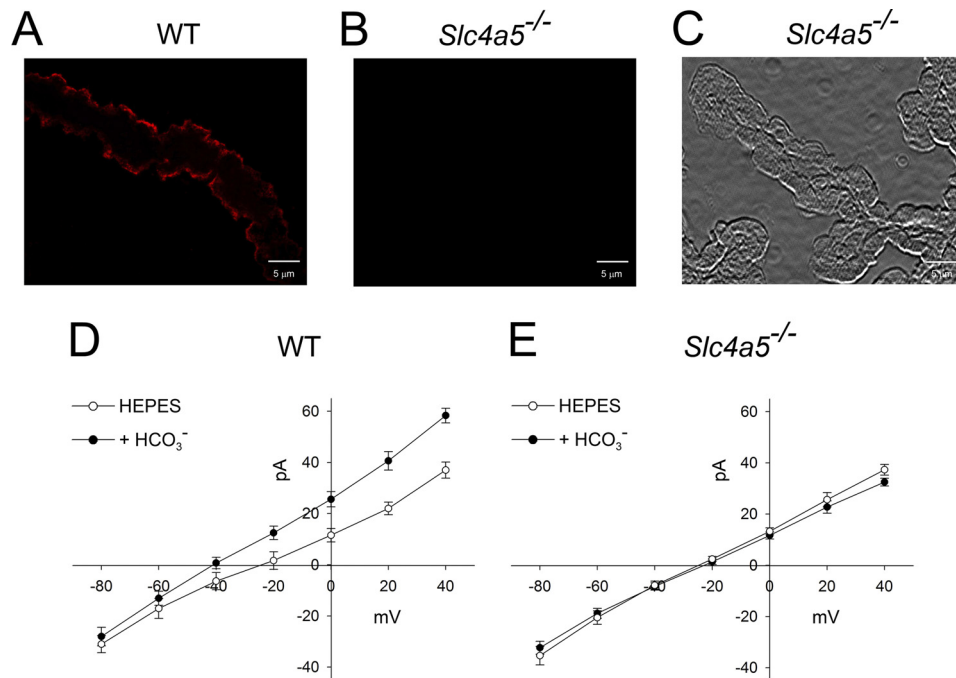 A WT
B Slc4a5-/-
C Slc4a5-/-
5 μm
5 μm
5 μm
D WT
HEPES
+ HCO3-
60
40
20
0
-20
-40
pA
-80 -60 -40 -20 0 20 40
mV
E Slc4a5-/-
HEPES
+ HCO3-
60
40
20
0
-20
-40
pA
-80 -60 -40 -20 0 20 40
mV